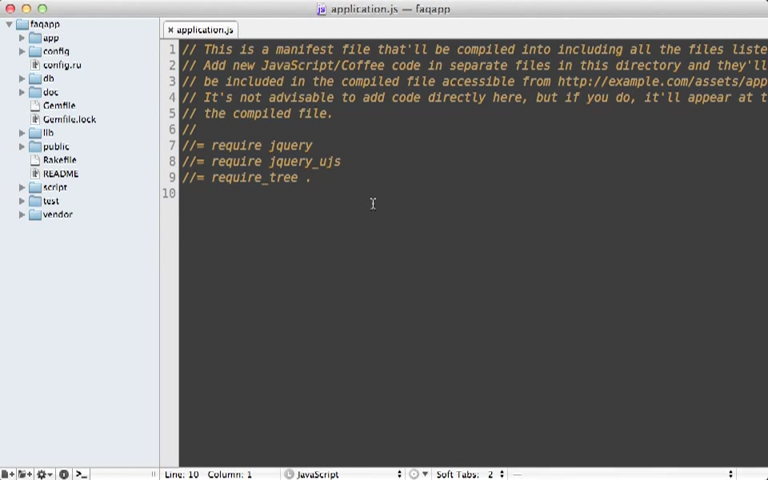 application.js — faqapp
faqapp
app
config
config.ru
db
doc
Gemfile
Gemfile.lock
lib
public
Rakefile
README
script
test
vendor
x application.js
1 // This is a manifest file that'll be compiled into including all the files liste
2 // Add new JavaScript/Coffee code in separate files in this directory and they'll
3 // be included in the compiled file accessible from http://example.com/assets/app
4 // It's not advisable to add code directly here, but if you do, it'll appear at t
5 // the compiled file.
6 //
7 //= require jquery
8 //= require jquery_ujs
9 //= require_tree .
10
Line: 10 Column: 1 JavaScript Soft Tabs: 2 —